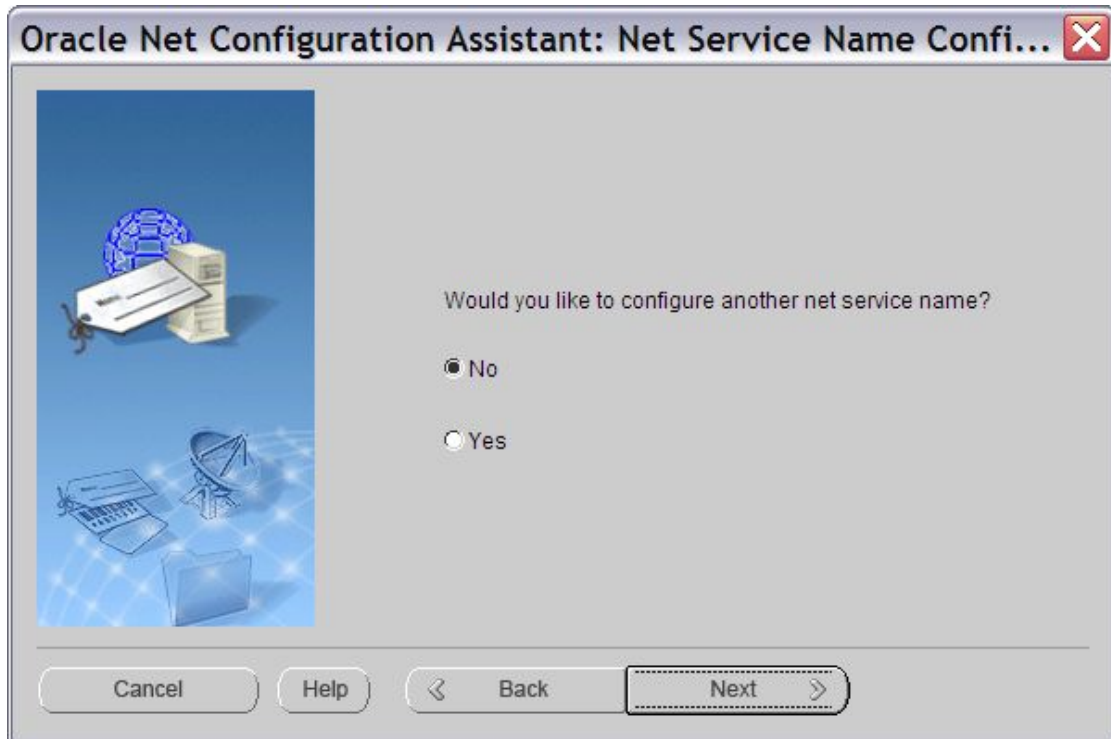 Oracle Net Configuration Assistant: Net Service Name Confi...
Would you like to configure another net service name?
No
Yes
Cancel
Help
Back
Next